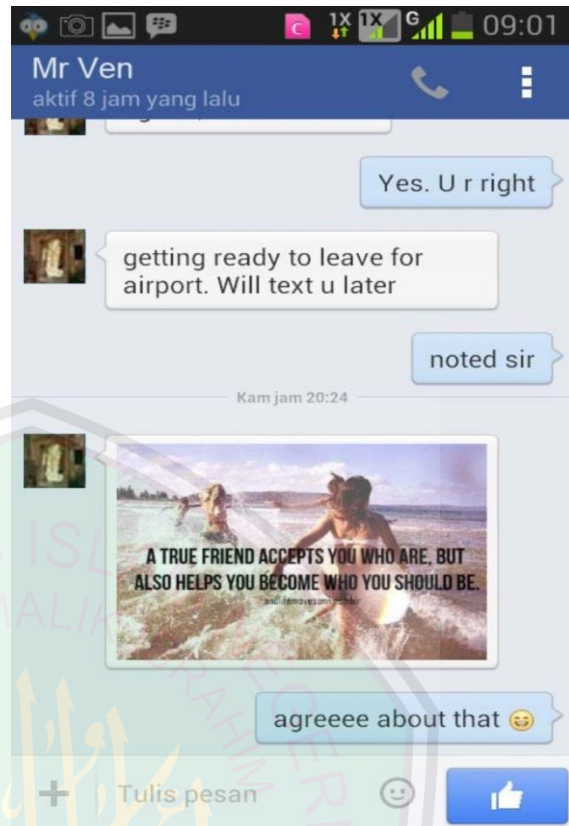 1X 1X G 09:01
Mr Ven
aktif 8 jam yang lalu
Yes. U r right
getting ready to leave for
airport. Will text u later
noted sir
Kam jam 20:24
A TRUE FRIEND ACCEPTS YOU WHO ARE, BUT
ALSO HELPS YOU BECOME WHO YOU SHOULD BE.
agreeee about that 😄
Tulis pesan